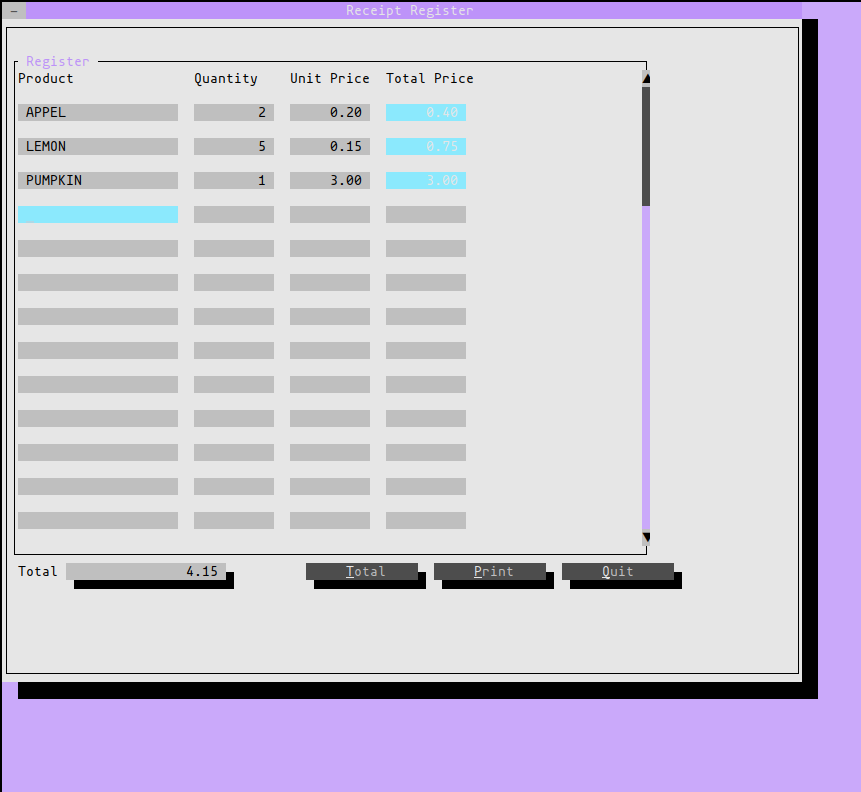 Receipt Register
Register
Product Quantity Unit Price Total Price
APPEL 2 0.20 0.40
LEMON 5 0.15 0.75
PUMPKIN 1 3.00 3.00
Total 4.15 Total Print Quit